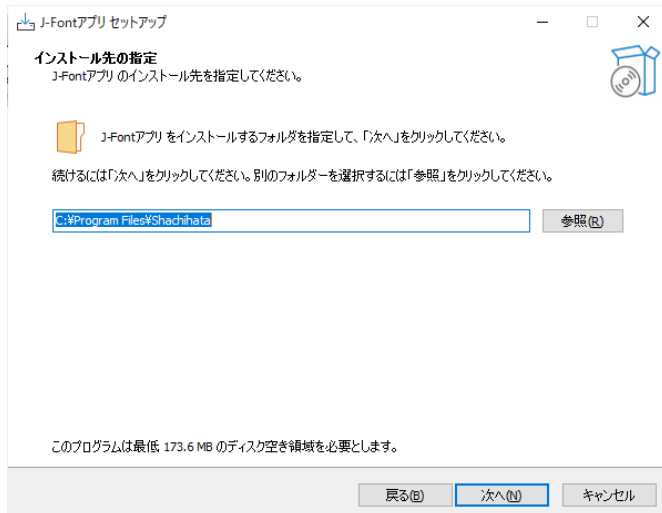 J-Fontアプリ セットアップ
インストール先の指定
J-Fontアプリ のインストール先を指定してください。
J-Fontアプリ をインストールするフォルダを指定して、「次へ」をクリックしてください。
続けるには「次へ」をクリックしてください。別のフォルダーを選択するには「参照」をクリックしてください。
C:¥Program Files¥Shachihata
参照(R)
このプログラムは最低 173.6 MB のディスク空き領域を必要とします。
戻る(B)
次へ(N)
キャンセル